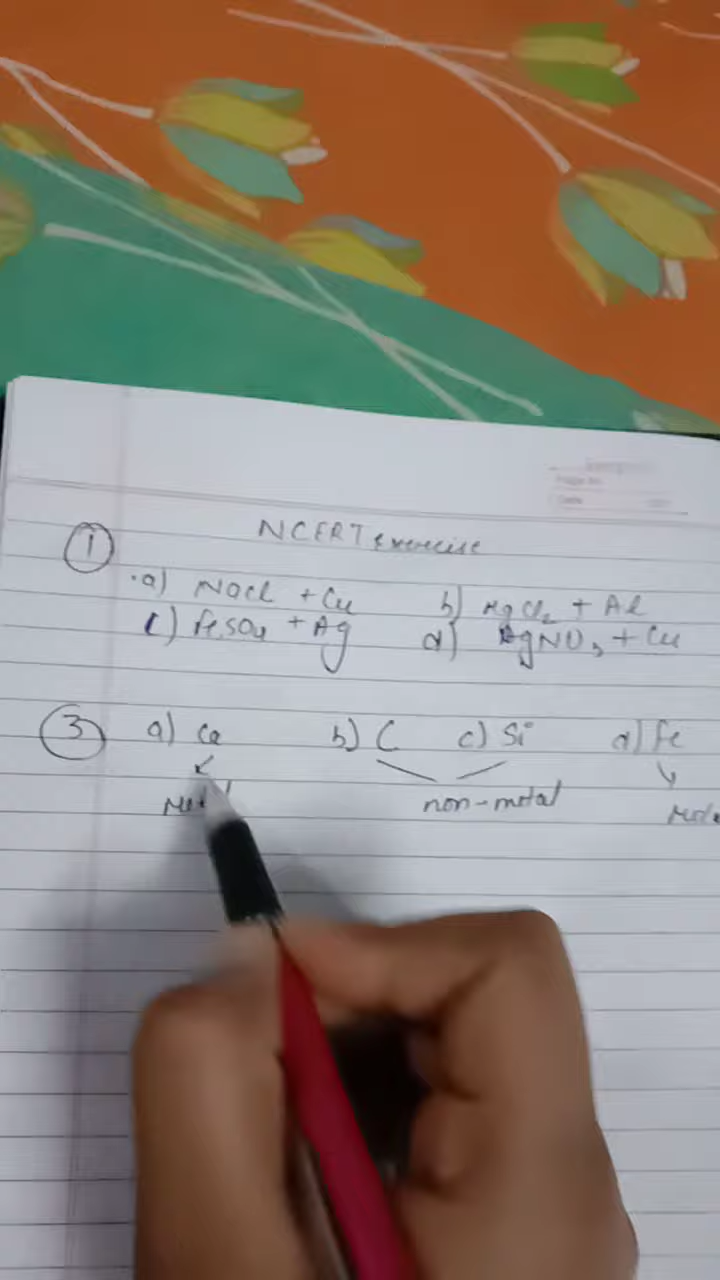 NCERT exercise
① a) NaCl + Cu b) MgCl₂ + Al
c) FeSO₄ + Ag d) AgNO₃ + Cu
③ a) Ca b) C c) Si d) Fe
non-metal